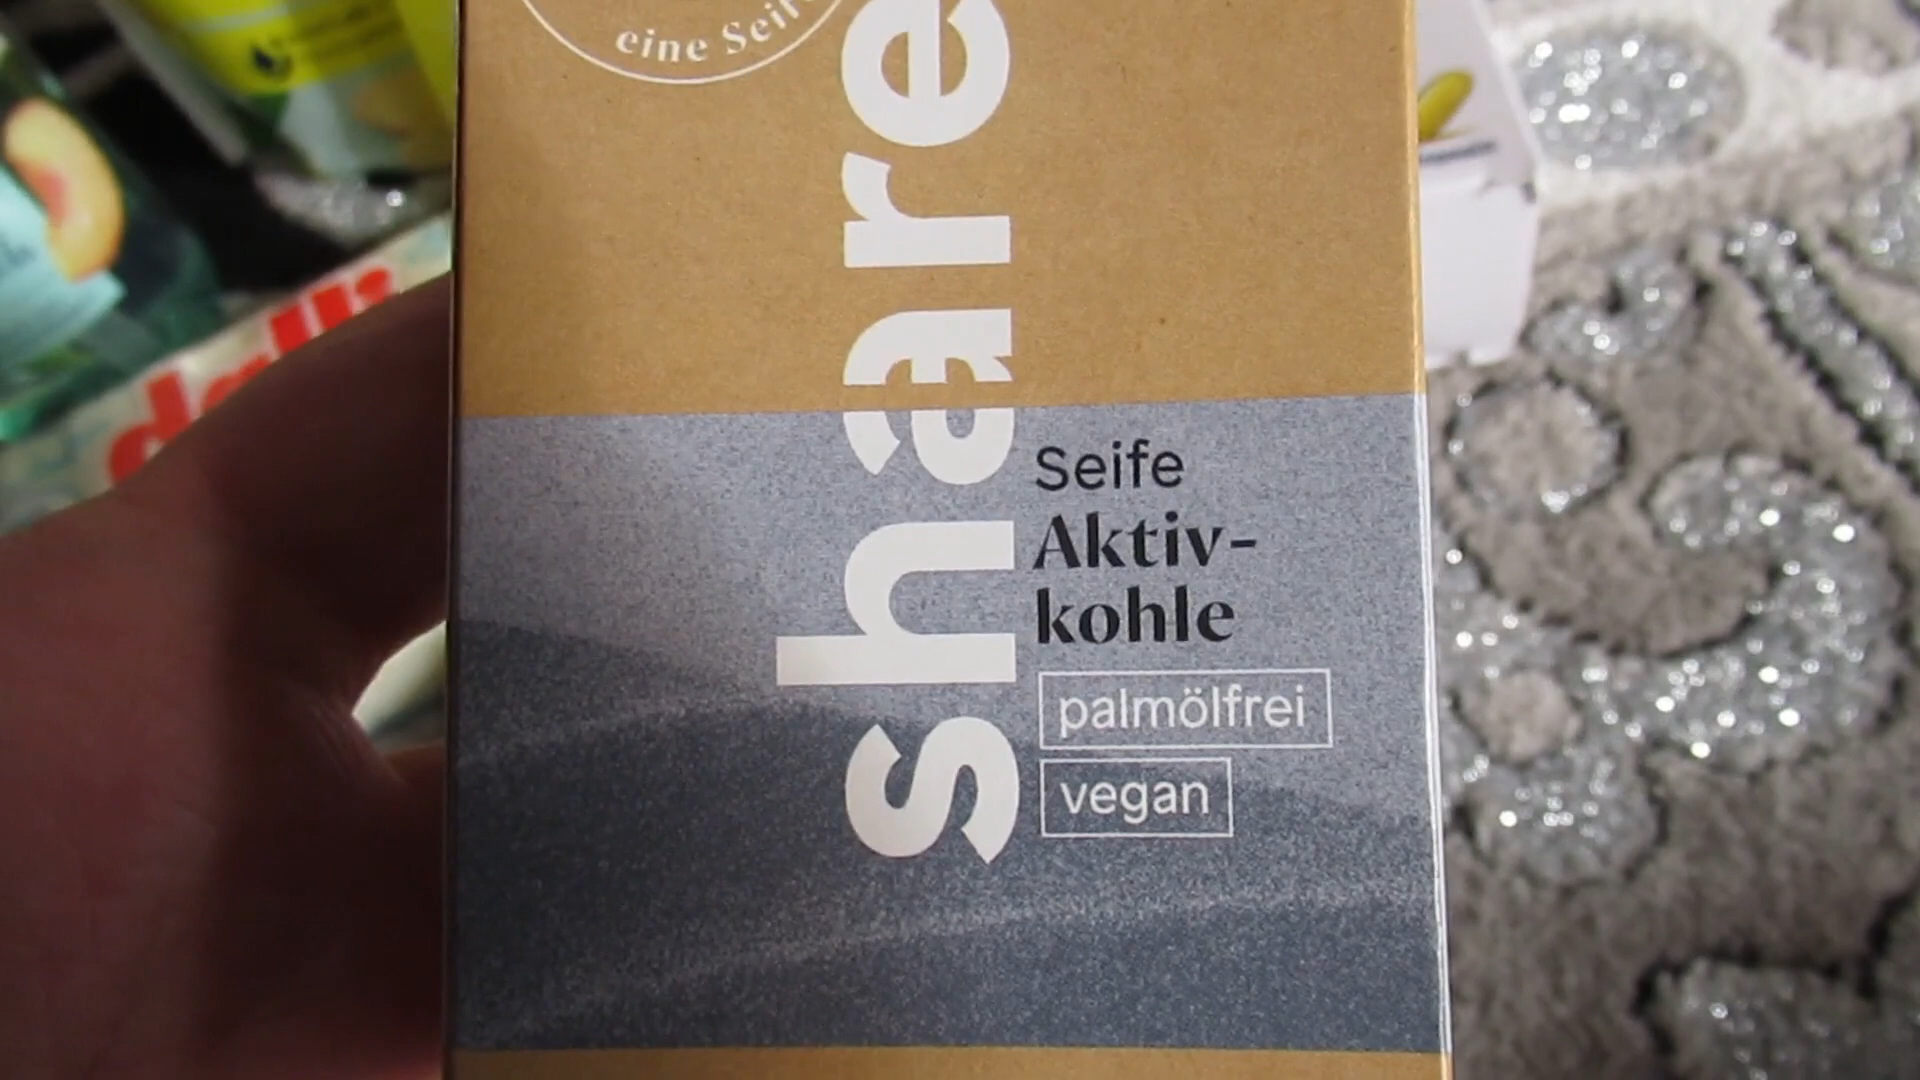 eine Seife
share
Seife
Aktiv-
kohle
palmölfrei
vegan